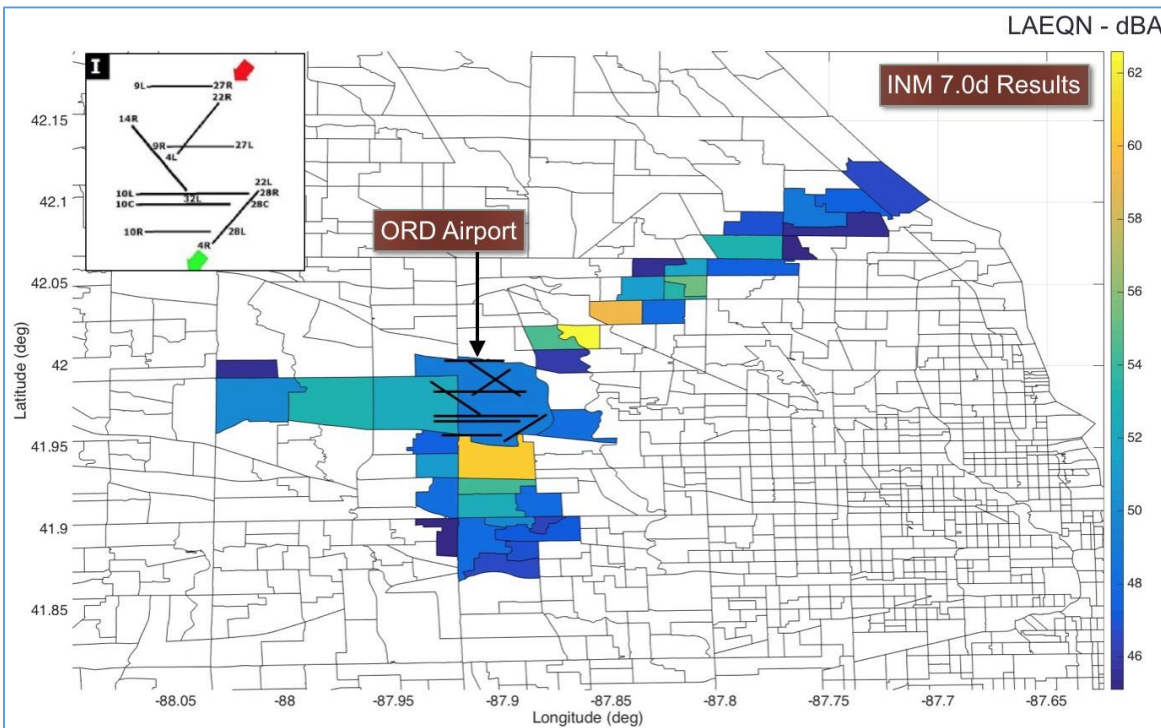 LAEQN - dBA
INM 7.0d Results
I
9L 27R
22R
14R
9R 27L
4L
22L
10L 28R
32L
10C 28C
10R 28L
4R
ORD Airport
42.15
42.1
42.05
42
41.95
41.9
41.85
Latitude (deg)
-88.05 -88 -87.95 -87.9 -87.85 -87.8 -87.75 -87.7 -87.65
Longitude (deg)
62
60
58
56
54
52
50
48
46